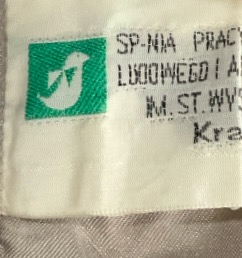 SP-NIA PRACY
LUDOWEGO I A
IM. ST. WYS
Kra